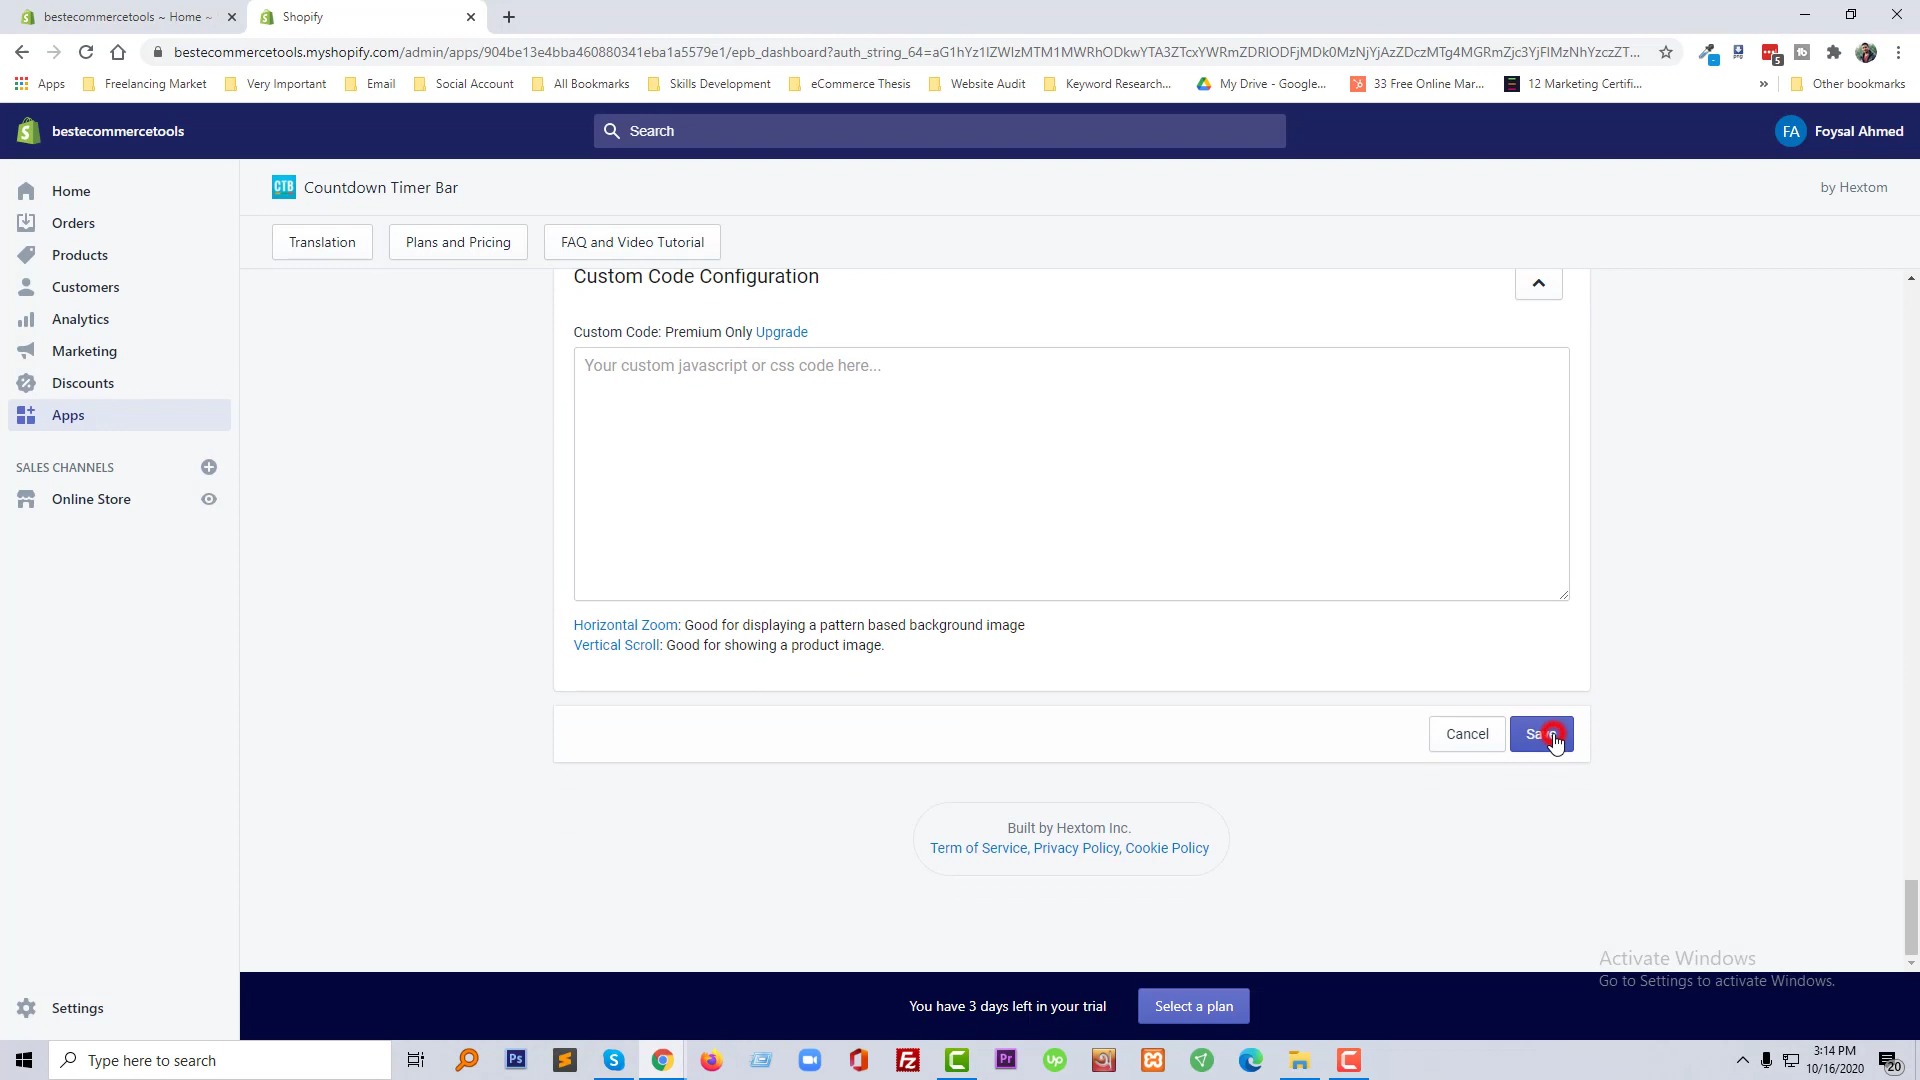 bestecommercetools ~ Home ~
Shopify
bestecommercetools.myshopify.com/admin/apps/904be13e4bba460880341eba1a5579e1/epb_dashboard?auth_string_64=
Apps
Freelancing Market
Very Important
Email
Social Account
All Bookmarks
Skills Development
eCommerce Thesis
Website Audit
Keyword Research...
My Drive - Google...
33 Free Online Mar...
12 Marketing Certifi...
»
Other bookmarks
bestecommercetools
Search
FA
Foysal Ahmed
Home
Orders
Products
Customers
Analytics
Marketing
Discounts
Apps
SALES CHANNELS
Online Store
Settings
CTB
Countdown Timer Bar
by Hextom
Translation
Plans and Pricing
FAQ and Video Tutorial
Custom Code Configuration
Custom Code: Premium Only Upgrade
Your custom javascript or css code here...
Horizontal Zoom: Good for displaying a pattern based background image
Vertical Scroll: Good for showing a product image.
Cancel
Built by Hextom Inc.
Term of Service, Privacy Policy, Cookie Policy
Activate Windows
Go to Settings to activate Windows.
You have 3 days left in your trial
Select a plan
Type here to search
3:14 PM
10/16/2020
20